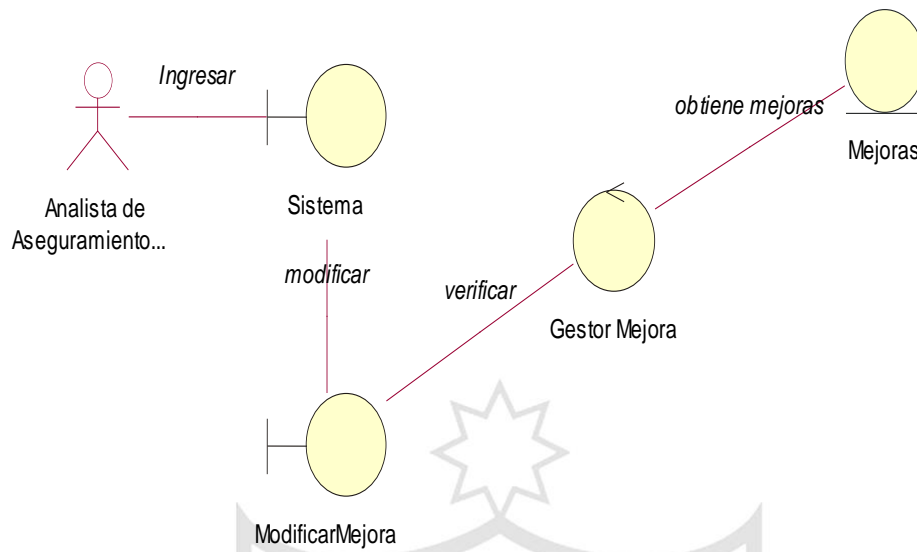 Ingresar
obtiene mejoras
Mejoras
Analista de
Aseguramiento...
Sistema
modificar
verificar
Gestor Mejora
ModificarMejora